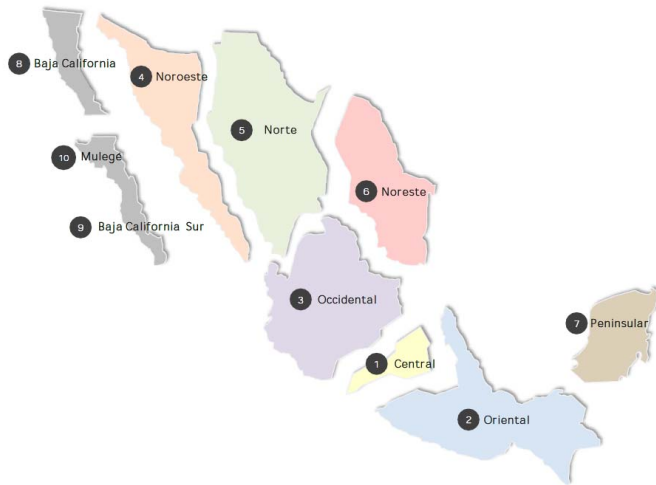 8 Baja California
4 Noroeste
5 Norte
10 Mulegé
6 Noreste
9 Baja California Sur
3 Occidental
7 Peninsular
1 Central
2 Oriental